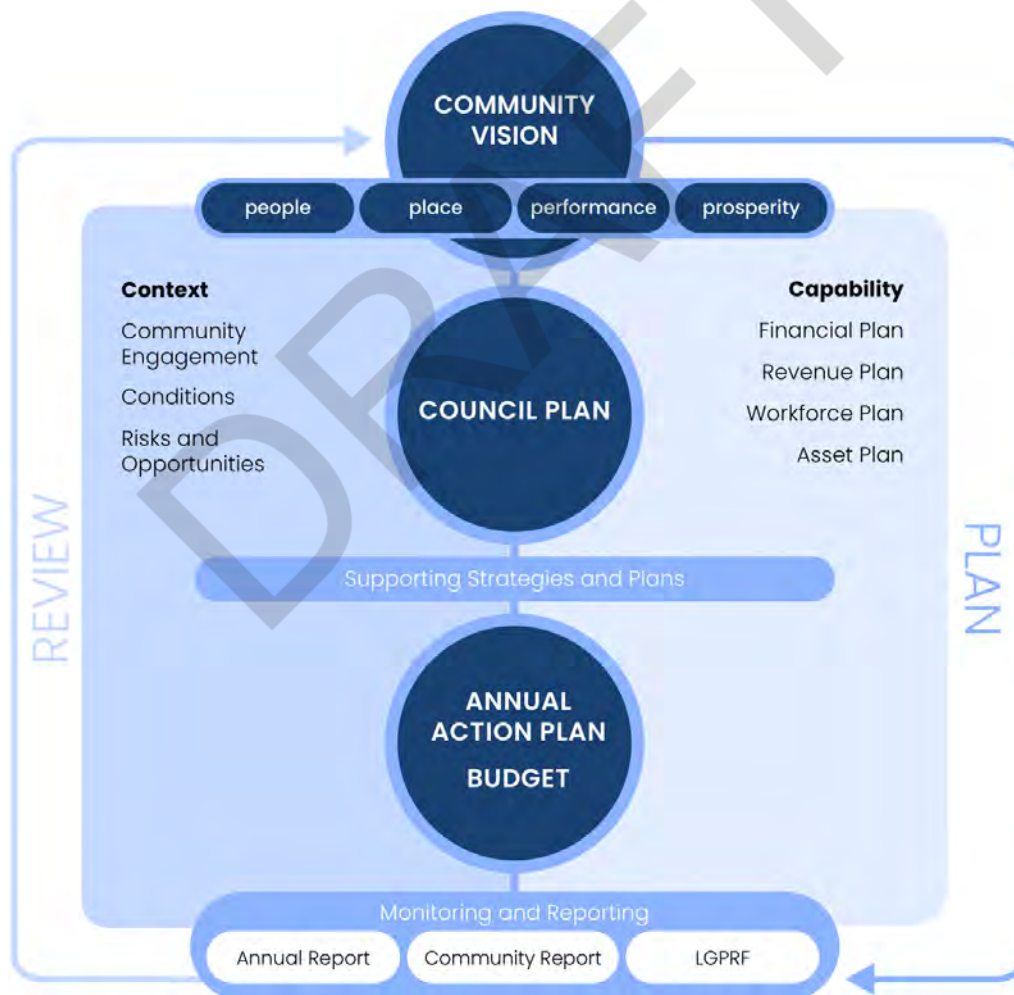 COMMUNITY
VISION
people
place
performance
prosperity
Context
Community
Engagement
Conditions
Risks and
Opportunities
Capability
Financial Plan
Revenue Plan
Workforce Plan
Asset Plan
COUNCIL PLAN
REVIEW
PLAN
Supporting Strategies and Plans
ANNUAL
ACTION PLAN
BUDGET
Monitoring and Reporting
Annual Report
Community Report
LGPRF
DRAFT